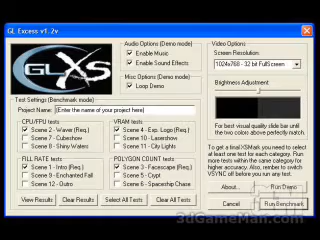 GL Excess v1.2v
GLXS
Audio Options (Demo mode)
Enable Music
Enable Sound Effects
Misc Options (Demo mode)
Loop Demo
Video Options
Screen Resolution:
1024x768 - 32 bit FullScreen
Brightness Adjustment
For best visual quality slide bar until
the two colors above perfectly match.
Test Settings (Benchmark mode)
Project Name:
(Enter the name of your project here)
CPU/FPU tests
Scene 2 - Waver (Req.)
Scene 7 - Cubeshow
Scene 8 - Shiny Waters
VRAM tests
Scene 4 - Exp. Logo (Req.)
Scene 10 - Lasershow
Scene 11 - City Lights
FILL RATE tests
Scene 1 - Intro (Req.)
Scene 9 - Enchanted Fall
Scene 12 - Outro
POLYGON COUNT tests
Scene 3 - Facescape (Req.)
Scene 5 - Crypt
Scene 6 - Spaceship Chase
To get a final XSMark you need to select
at least one test for each category. Run
more tests within the same category for
higher accuracy. Also, rember to switch
VSYNC off before you run any test.
View Results
Clear Results
Select All Tests
Clear All Tests
About...
Run Demo
Cancel
Run Benchmark
www.3dGameMan.com